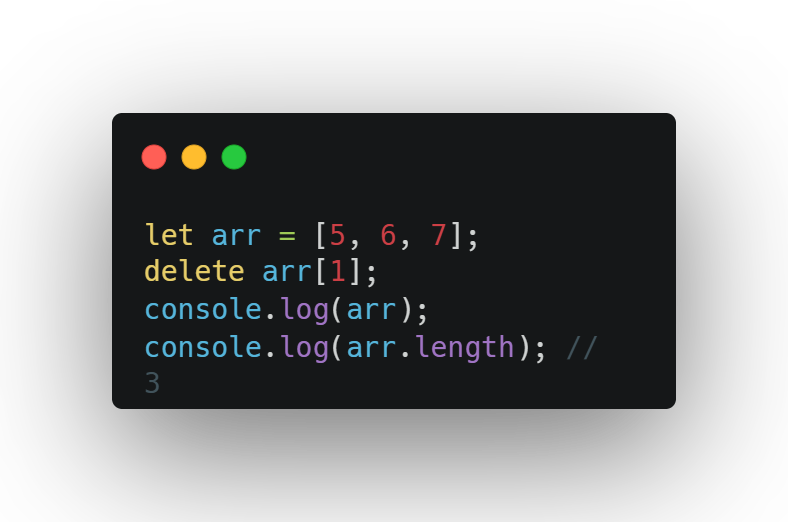 let arr = [5, 6, 7];
delete arr[1];
console.log(arr);
console.log(arr.length); //
3